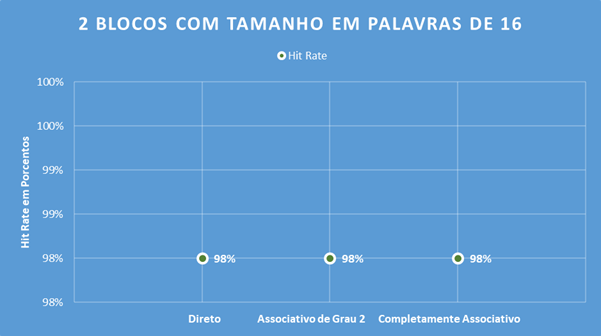 2 BLOCOS COM TAMANHO EM PALAVRAS DE 16
Hit Rate
100%
100%
99%
99%
98%
98%
Hit Rate em Porcentos
98%
98%
98%
Direto
Associativo de Grau 2
Completamente Associativo